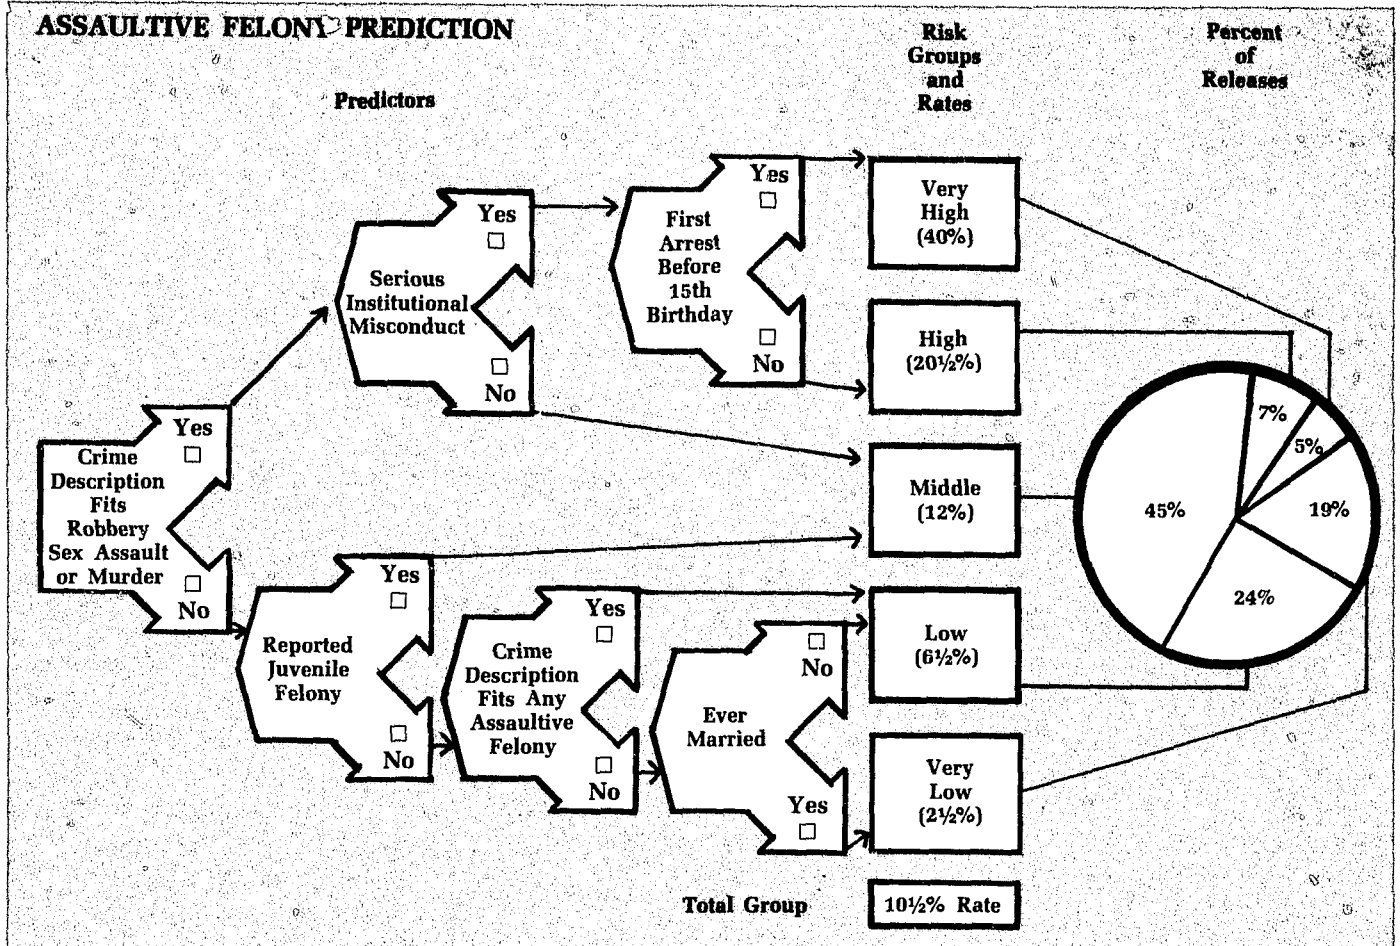 ASSAULTIVE FELONY PREDICTION
Predictors
Risk
Groups
and
Rates
Percent
of
Releases
Crime
Description
Fits
Robbery
Sex Assault
or Murder
Yes
No
Serious
Institutional
Misconduct
Yes
No
First
Arrest
Before
15th
Birthday
Yes
No
Reported
Juvenile
Felony
Yes
No
Crime
Description
Fits Any
Assaultive
Felony
Yes
No
Ever
Married
No
Yes
Very
High
(40%)
High
(20½%)
Middle
(12%)
Low
(6½%)
Very
Low
(2½%)
7%
5%
45%
19%
24%
Total Group
10½% Rate